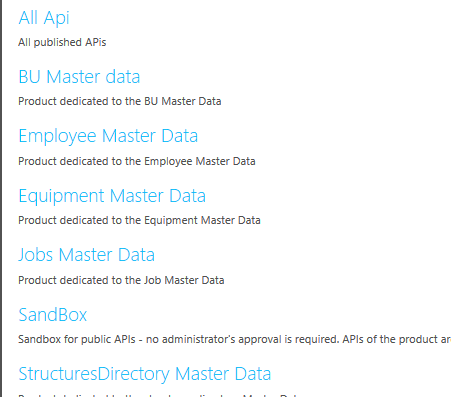 All Api
All published APis
BU Master data
Product dedicated to the BU Master Data
Employee Master Data
Product dedicated to the Employee Master Data
Equipment Master Data
Product dedicated to the Equipment Master Data
Jobs Master Data
Product dedicated to the Job Master Data
SandBox
Sandbox for public APIs - no administrator's approval is required. APIs of the product
StructuresDirectory Master Data